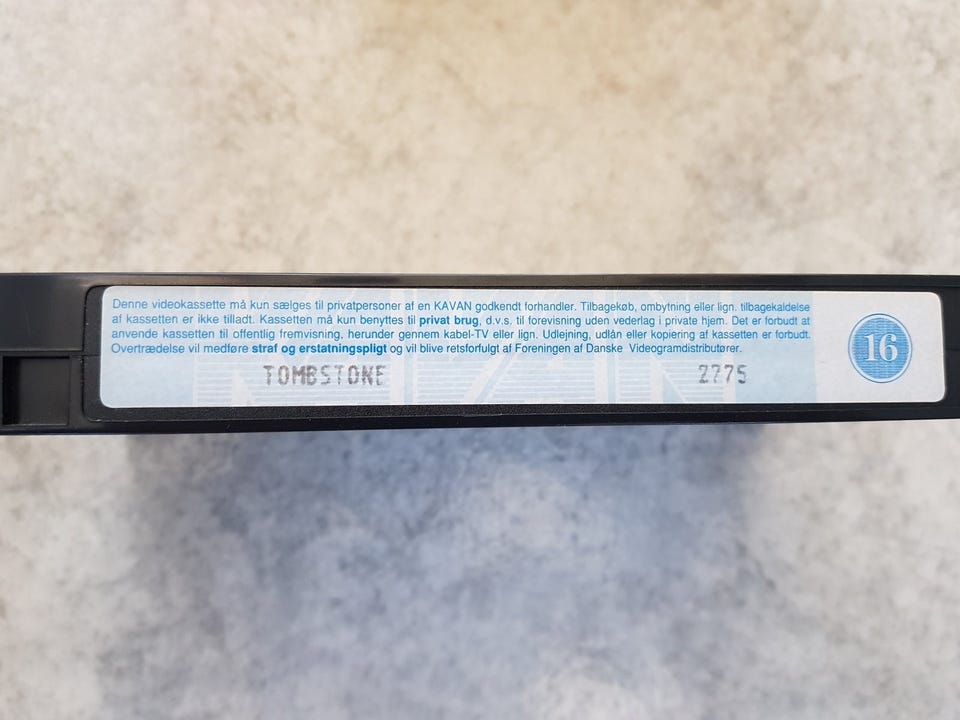 Denne videokassette må kun sælges til privatpersoner af en KAVAN godkendt forhandler. Tilbagekøb, ombytning eller lign. tilbagekaldelse
af kassetten er ikke tilladt. Kassetten må kun benyttes til privat brug, d.v.s. til forevisning uden vederlag i private hjem. Det er forbudt at
anvende kassetten til offentlig fremvisning, herunder gennem kabel-TV eller lign. Udlejning, udlån eller kopiering af kassetten er forbudt.
Overtrædelse vil medføre straf og erstatningspligt og vil blive retsforfulgt af Foreningen af Danske Videogramdistributører.
16
TOMBSTONE 2775